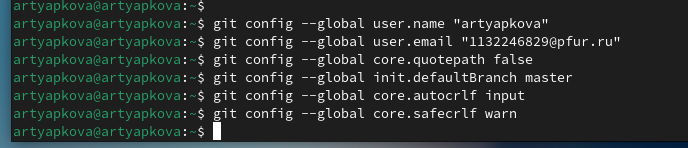 artyapkova@artyapkova:~$
artyapkova@artyapkova:~$ git config --global user.name "artyapkova"
artyapkova@artyapkova:~$ git config --global user.email "1132246829@pfur.ru"
artyapkova@artyapkova:~$ git config --global core.quotepath false
artyapkova@artyapkova:~$ git config --global init.defaultBranch master
artyapkova@artyapkova:~$ git config --global core.autocrlf input
artyapkova@artyapkova:~$ git config --global core.safecrlf warn
artyapkova@artyapkova:~$